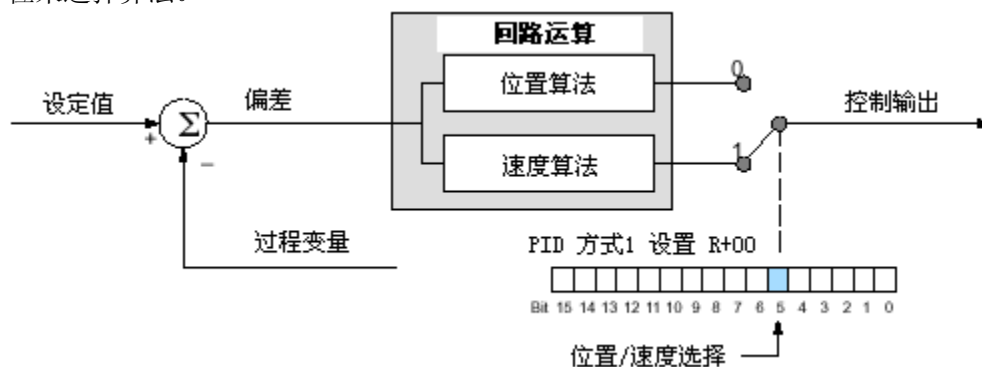 回路运算
位置算法
0
设定值
偏差
控制输出
Σ
+
−
1
速度算法
过程变量
PID 方式1 设置 R+00
Bit 15 14 13 12 11 10 9 8 7 6 5 4 3 2 1 0
位置/速度选择